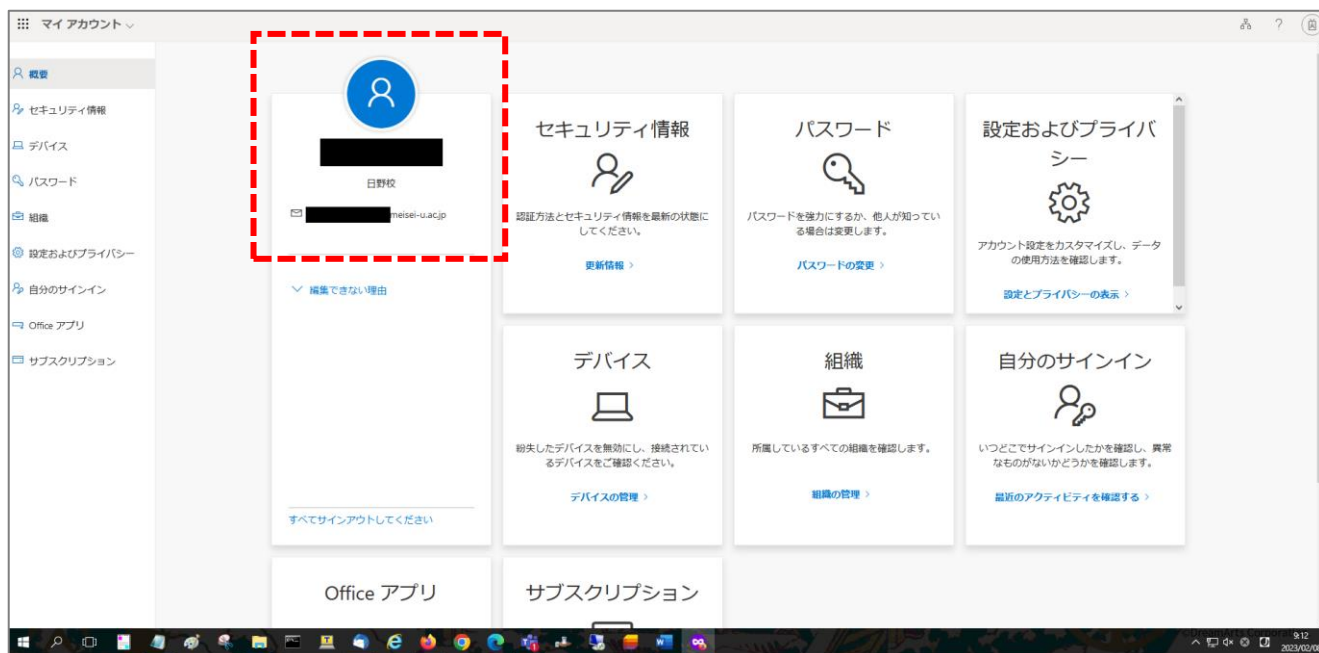 マイ アカウント
?
概要
セキュリティ情報
デバイス
パスワード
組織
設定およびプライバシー
自分のサインイン
Office アプリ
サブスクリプション
日野校
meisei-u.ac.jp
編集できない理由
すべてサインアウトしてください
セキュリティ情報
認証方法とセキュリティ情報を最新の状態に
してください。
更新情報 >
パスワード
パスワードを強力にするか、他人が知ってい
る場合は変更します。
パスワードの変更 >
設定およびプライバ
シー
アカウント設定をカスタマイズし、データ
の使用方法を確認します。
設定とプライバシーの表示 >
デバイス
紛失したデバイスを無効にし、接続されてい
るデバイスをご確認ください。
デバイスの管理 >
組織
所属しているすべての組織を確認します。
組織の管理 >
自分のサインイン
いつどこでサインインしたかを確認し、異常
なものがないかどうかを確認します。
最近のアクティビティを確認する >
Office アプリ
サブスクリプション
9:12
2023/02/08